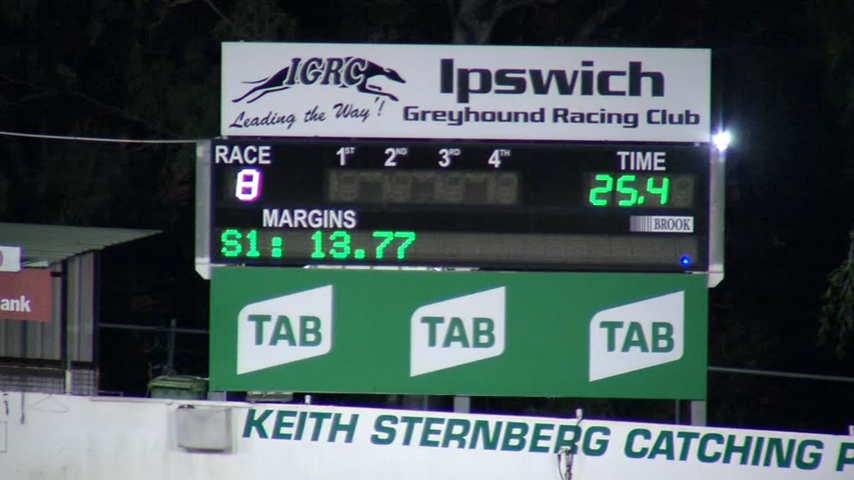 IGRC
Leading the Way'!
Ipswich
Greyhound Racing Club
RACE 1ST 2ND 3RD 4TH TIME
8 25.4
MARGINS BROOK
S1: 13.77
TAB TAB TAB
ank
KEITH STERNBERG CATCHING P